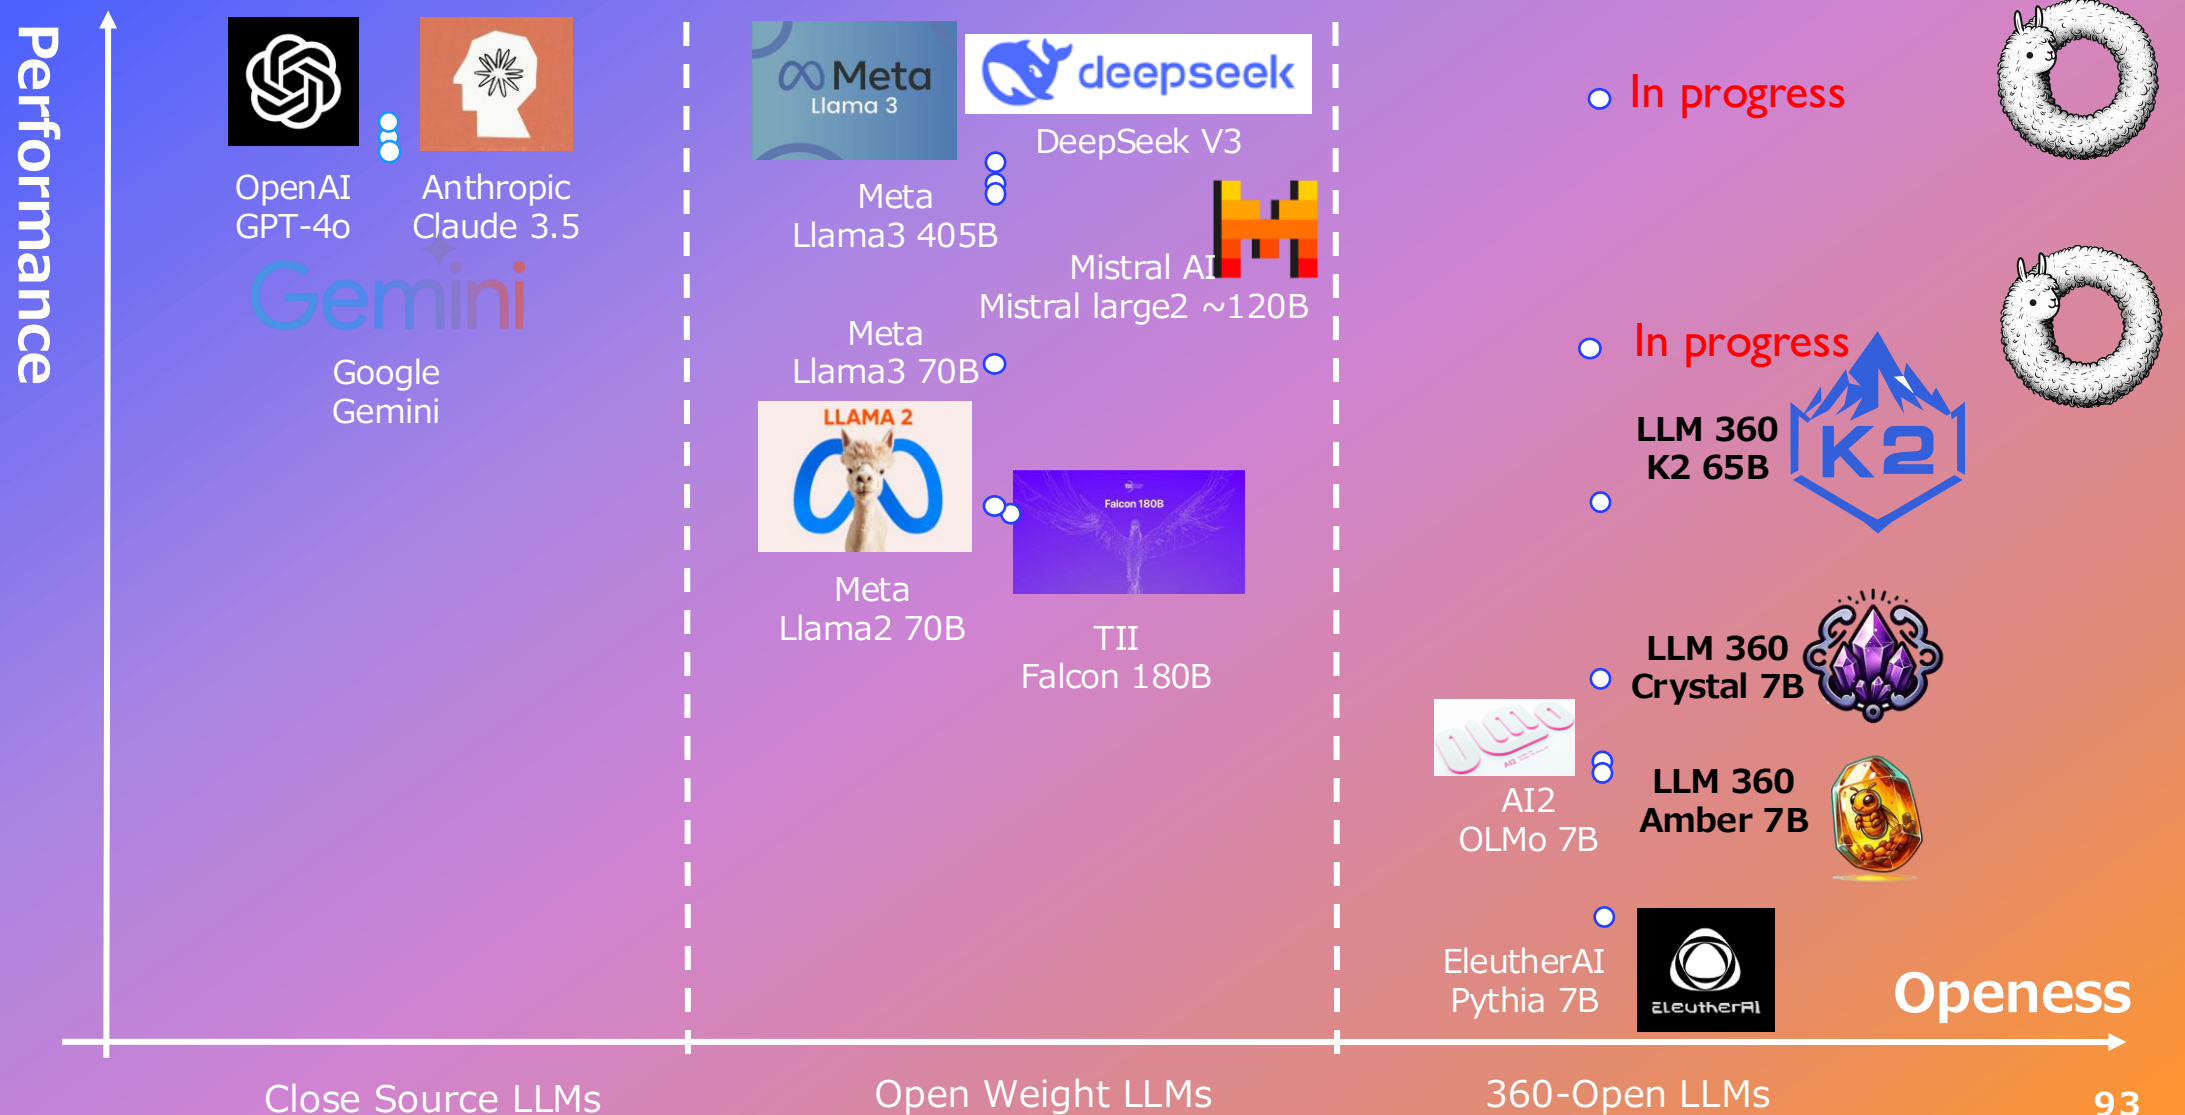 Performance
OpenAI
GPT-4o
Anthropic
Claude 3.5
Gemini
Google
Gemini
Meta
Llama 3
deepseek
DeepSeek V3
Meta
Llama3 405B
Mistral AI
Mistral large2 ~120B
Meta
Llama3 70B
LLAMA 2
Falcon 180B
Meta
Llama2 70B
TII
Falcon 180B
In progress
In progress
LLM 360
K2 65B
K2
LLM 360
Crystal 7B
OLMo
AI2
AI2
OLMo 7B
LLM 360
Amber 7B
EleutherAI
Pythia 7B
EleutherAI
Openess
Close Source LLMs
Open Weight LLMs
360-Open LLMs
93